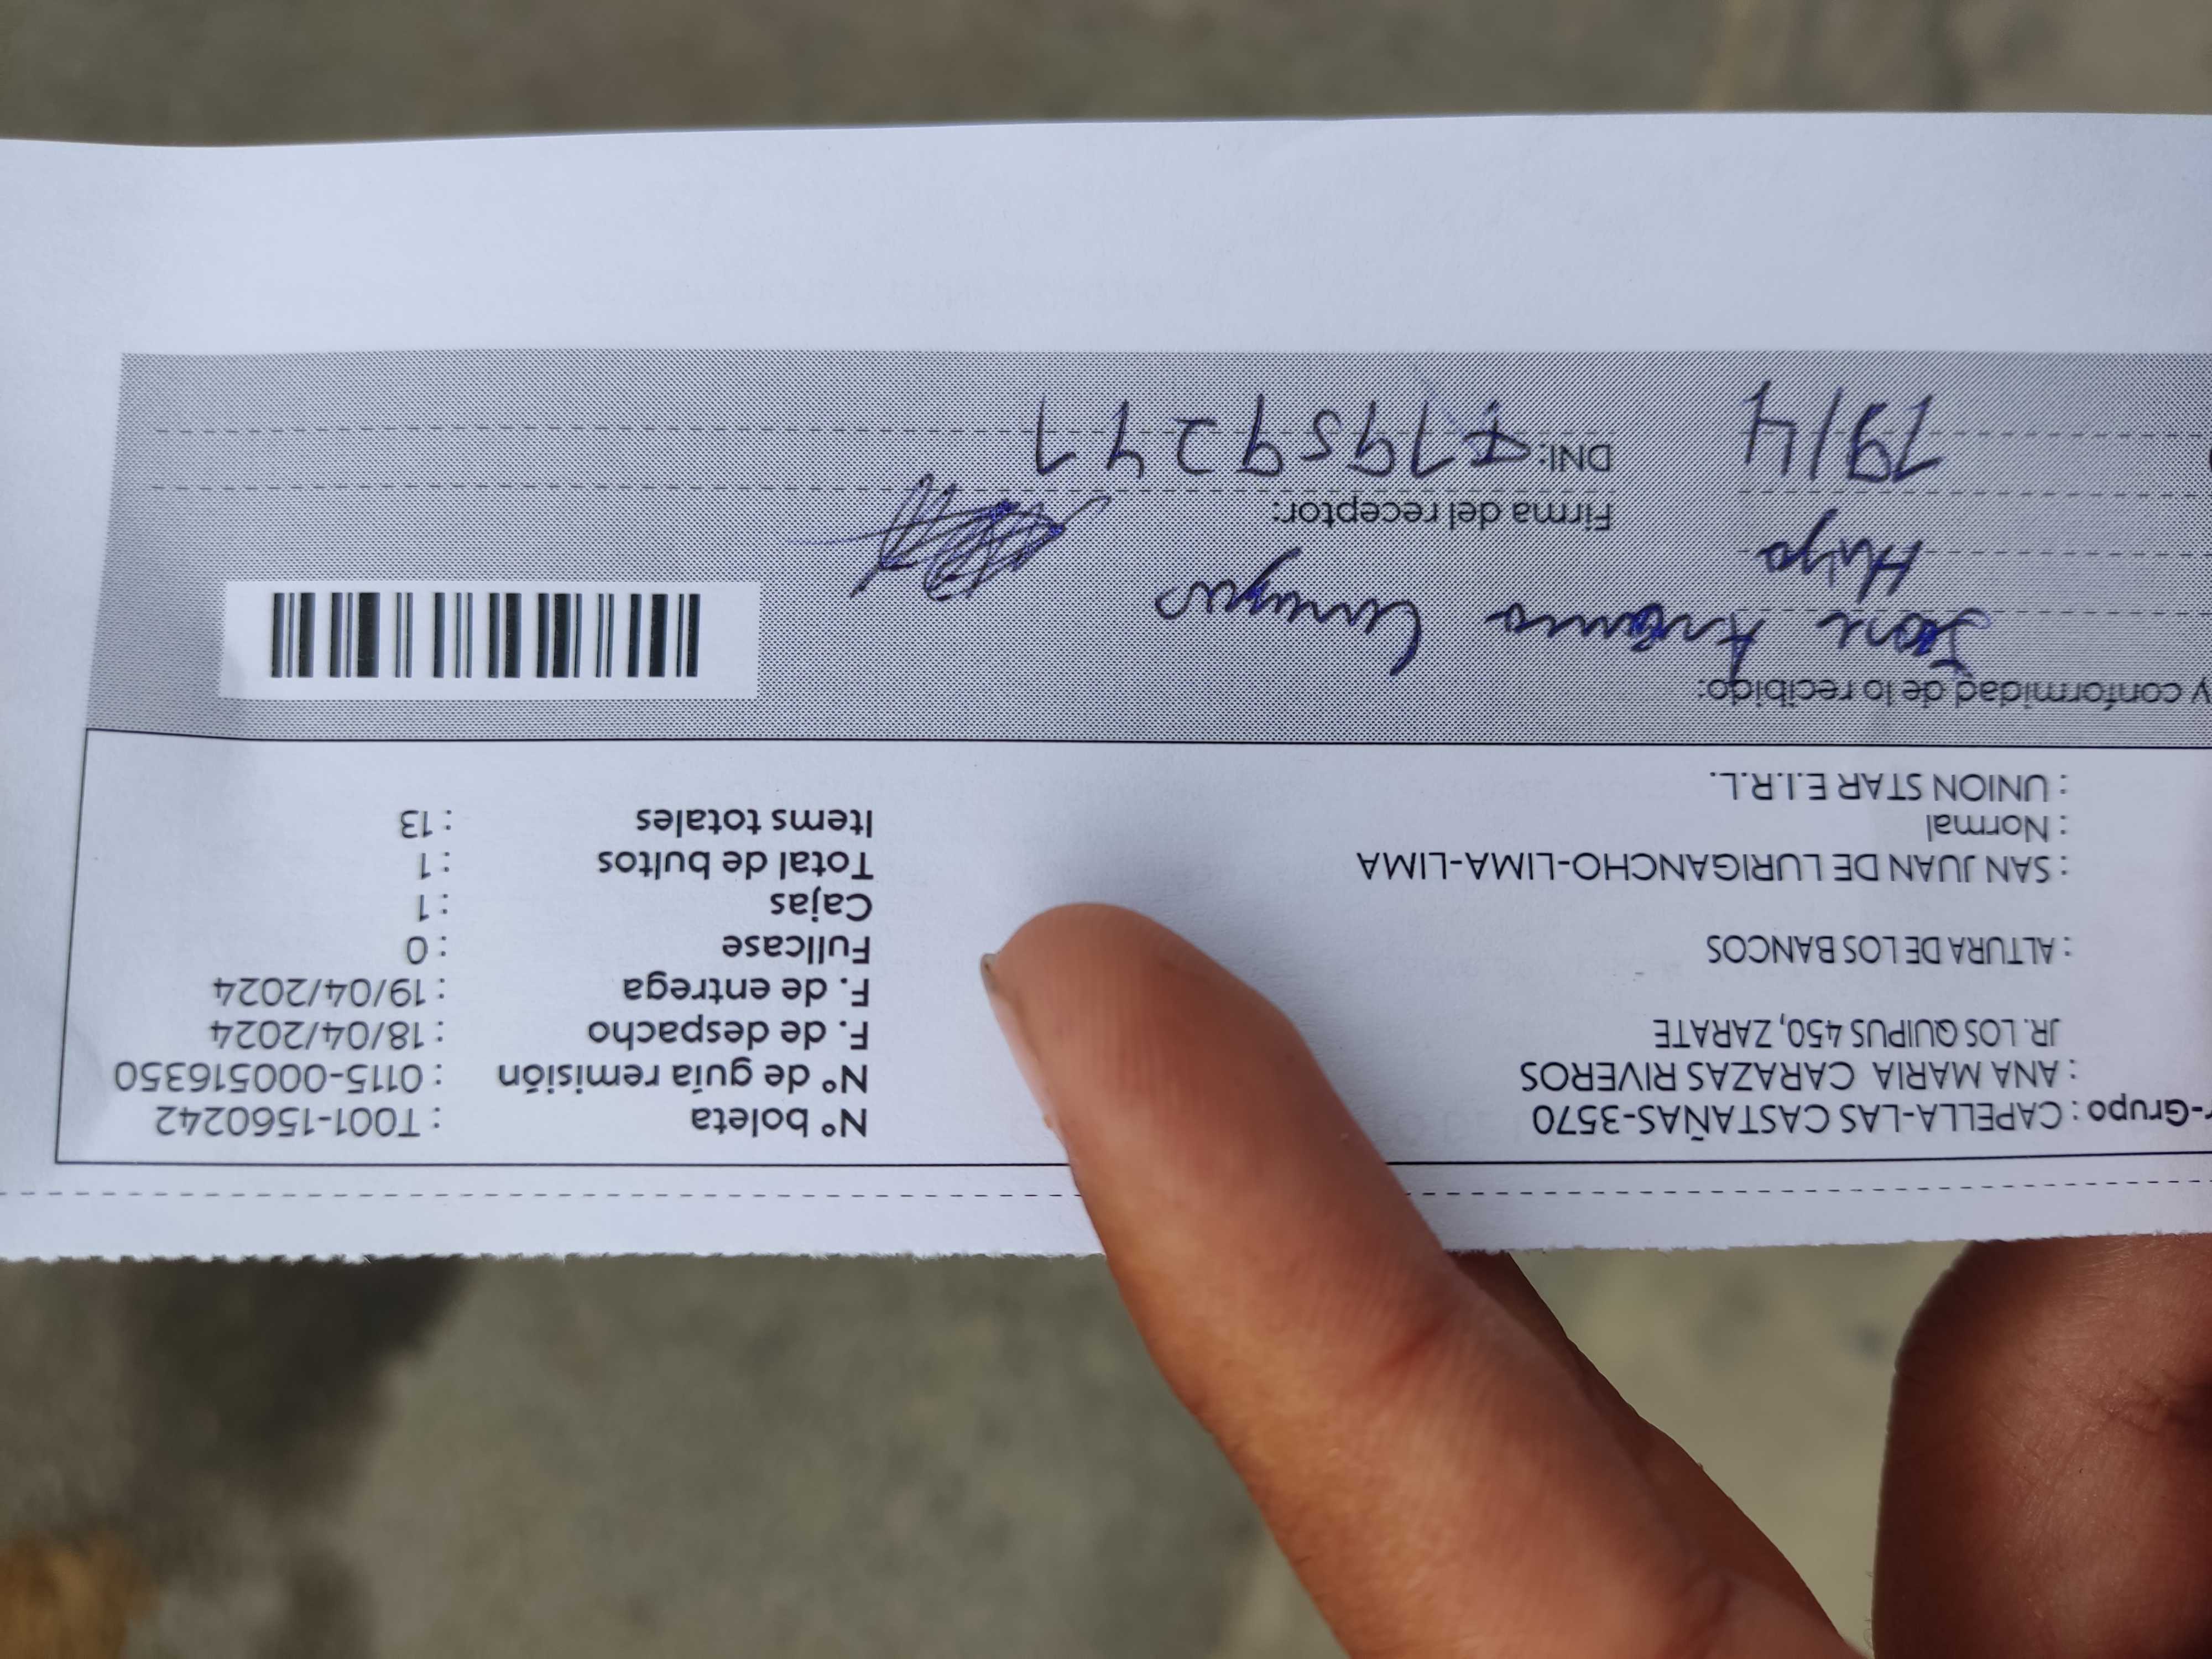 r-Grupo : CAPELLA-LAS CASTAÑAS-3570
: ANA MARIA CARAZAS RIVEROS
JR. LOS QUIPUS 450, ZARATE
: ALTURA DE LOS BANCOS
: SAN JUAN DE LURIGANCHO-LIMA-LIMA
: Normal
: UNION STAR E.I.R.L.
Nº boleta : T001-1560242
Nº de guía remisión : 0115-000516350
F. de despacho : 18/04/2024
F. de entrega : 19/04/2024
Fullcase : 0
Cajas : 1
Total de bultos : 1
Items totales : 13
y conformidad de lo recibido:
Firma del receptor:
19/4
DNI: